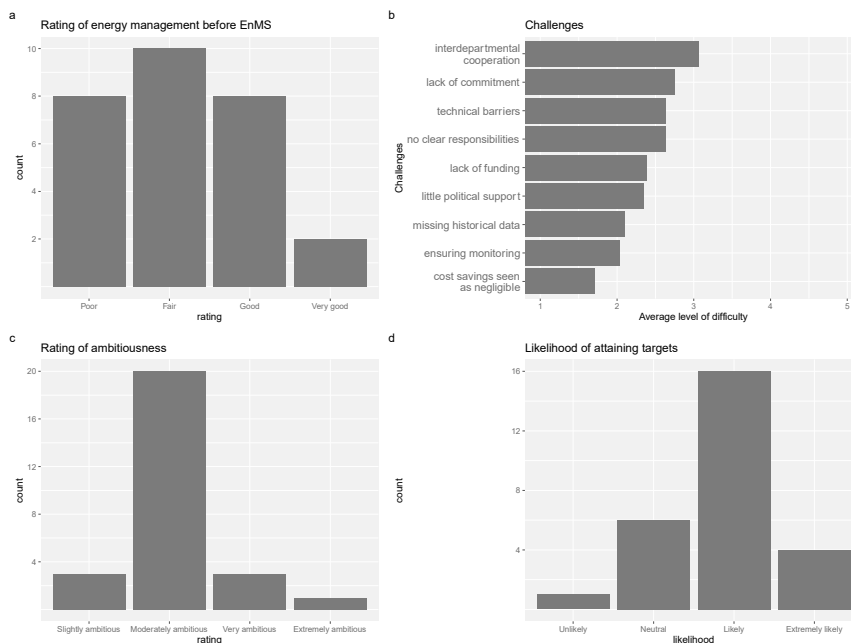 a
Rating of energy management before EnMS
10
8
6
4
2
count
Poor Fair Good Very good
rating
b
Challenges
interdepartmental
cooperation
lack of commitment
technical barriers
no clear responsibilities
lack of funding
little political support
missing historical data
ensuring monitoring
cost savings seen
as negligible
Challenges
1 2 3 4 5
Average level of difficulty
c
Rating of ambitiousness
20
16
12
8
4
count
Slightly ambitious Moderately ambitious Very ambitious Extremely ambitious
rating
d
Likelihood of attaining targets
16
12
8
4
count
Unlikely Neutral Likely Extremely likely
likelihood